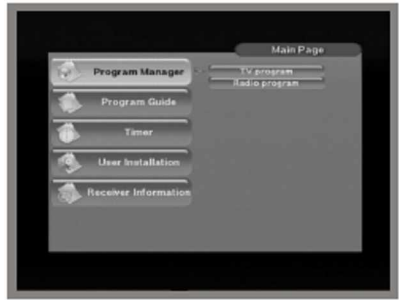 Main Page
Program Manager
TV program
Radio program
Program Guide
Timer
User Installation
Receiver Information